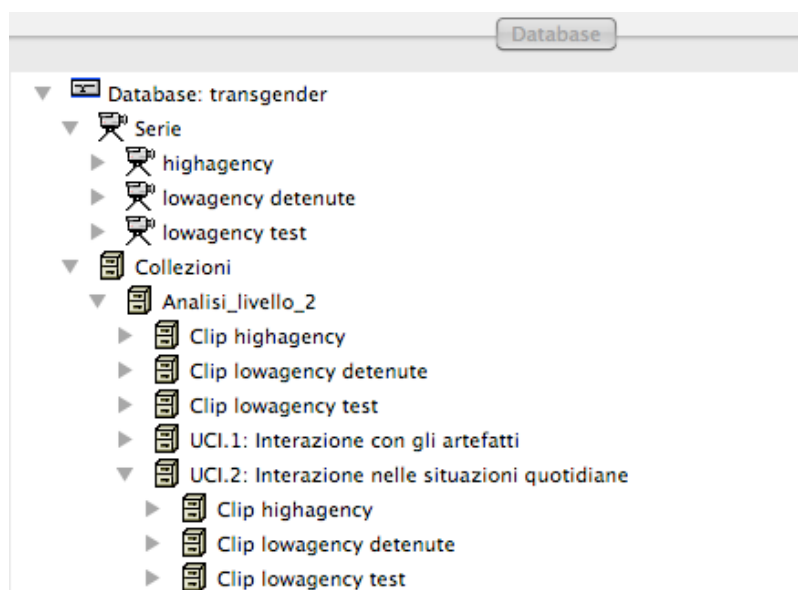 Database
Database: transgender
Serie
highagency
lowagency detenute
lowagency test
Collezioni
Analisi_livello_2
Clip highagency
Clip lowagency detenute
Clip lowagency test
UCI.1: Interazione con gli artefatti
UCI.2: Interazione nelle situazioni quotidiane
Clip highagency
Clip lowagency detenute
Clip lowagency test